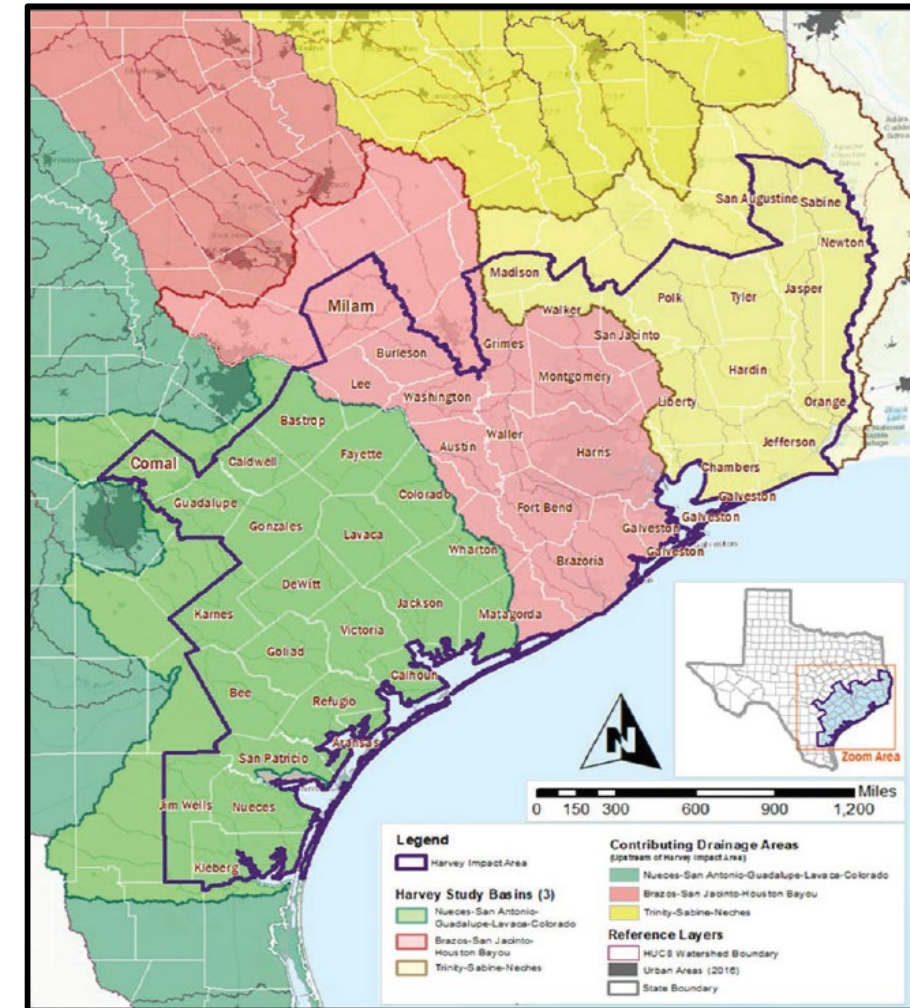 San Augustine
Sabine
Newton
Madison
Jasper
Polk
Tyler
Milam
Walker
San Jacinto
Grimes
Burleson
Montgomery
Hardin
Lee
Washington
Liberty
Orange
Bastrop
Waller
Austin
Jefferson
Comal
Fayette
Harris
Caldwell
Chambers
Colorado
Galveston
Guadalupe
Fort Bend
Galveston
Gonzales
Galveston
Lavaca
Galveston
Wharton
Brazoria
DeWitt
Jackson
Karnes
Matagorda
Victoria
Goliad
Calhoun
Bee
Refugio
Aransas
San Patricio
Jim Wells
Nueces
Kleberg
N
Zoom Area
Miles
0 150 300 600 900 1,200
Legend
Harvey Impact Area
Harvey Study Basins (3)
Nueces-San Antonio-
Guadalupe-Lavaca-Colorado
Brazos-San Jacinto-
Houston Bayou
Trinity-Sabine-Neches
Contributing Drainage Areas
(Upstream of Harvey Impact Area)
Nueces-San Antonio-Guadalupe-Lavaca-Colorado
Brazos-San Jacinto-Houston Bayou
Trinity-Sabine-Neches
Reference Layers
HUC8 Watershed Boundary
Urban Areas (2016)
State Boundary